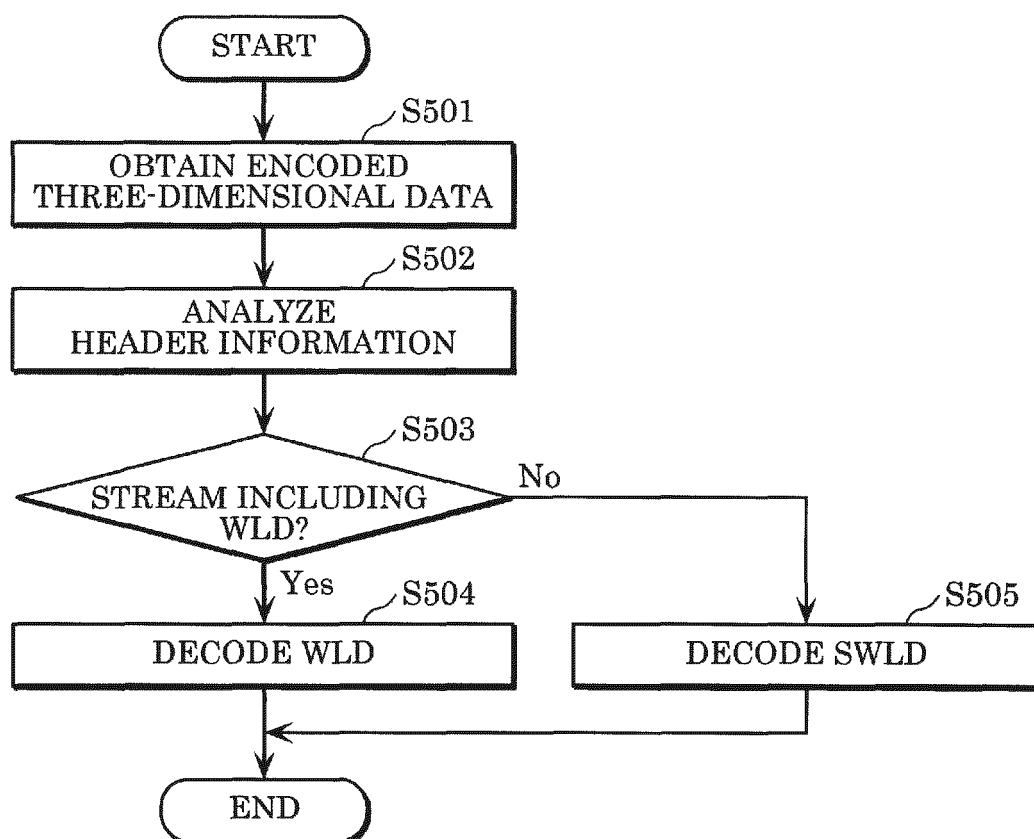 START
S501
OBTAIN ENCODED
THREE-DIMENSIONAL DATA
S502
ANALYZE
HEADER INFORMATION
S503
STREAM INCLUDING
WLD?
No
Yes
S504
DECODE WLD
S505
DECODE SWLD
END